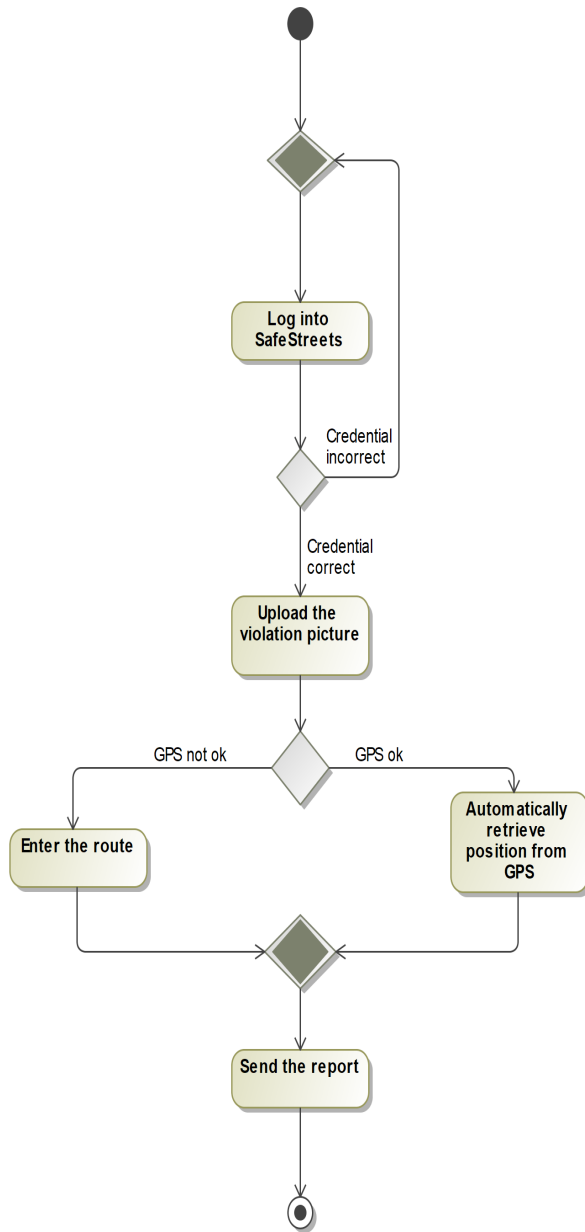 Log into
SafeStreets
Credential
incorrect
Credential
correct
Upload the
violation picture
GPS not ok
GPS ok
Enter the route
Automatically
retrieve
position from
GPS
Send the report